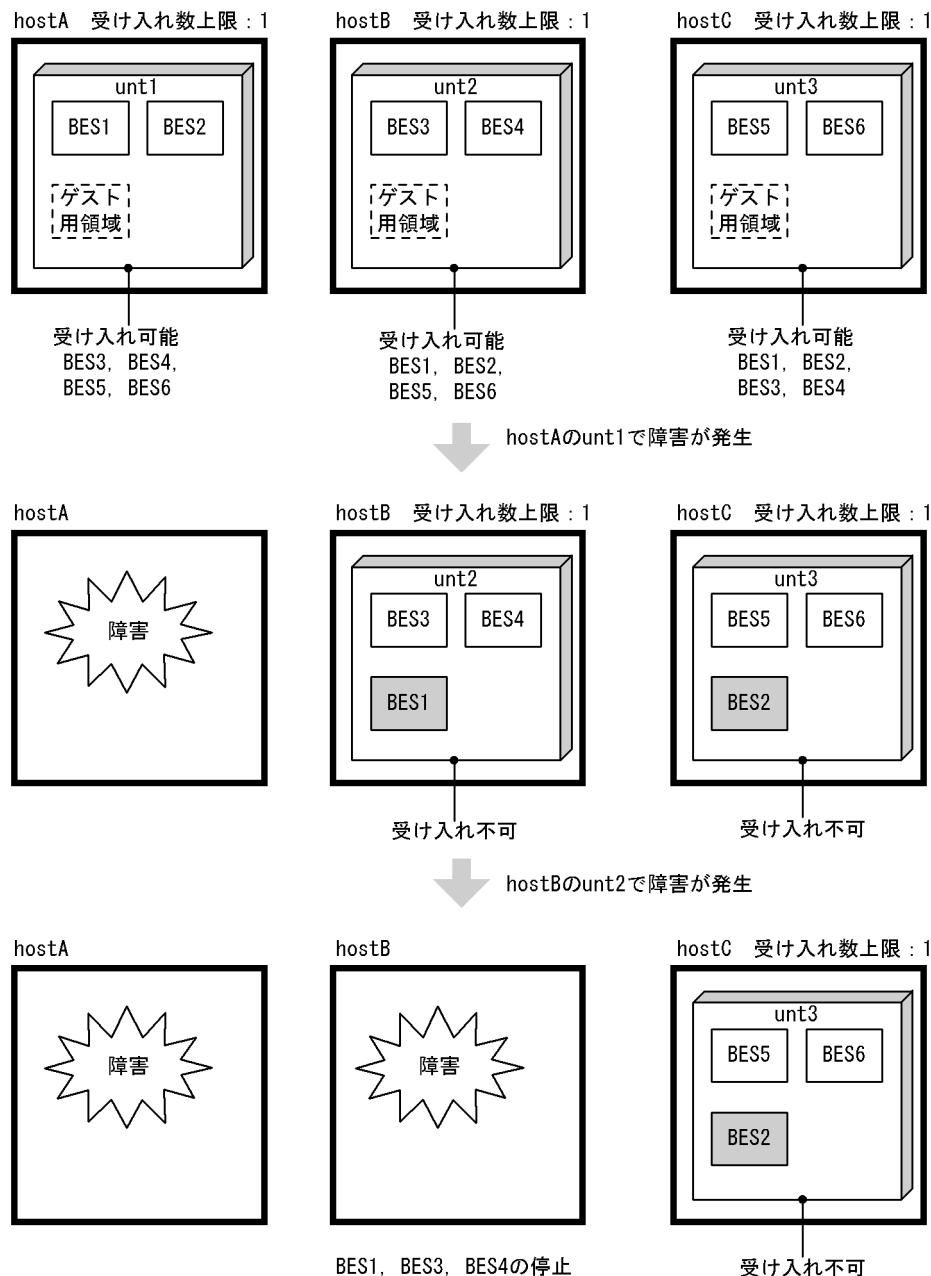 hostA 受け入れ数上限：1
hostB 受け入れ数上限：1
hostC 受け入れ数上限：1
unt1
BES1
BES2
ゲスト
用領域
受け入れ可能
BES3, BES4,
BES5, BES6
unt2
BES3
BES4
ゲスト
用領域
受け入れ可能
BES1, BES2,
BES5, BES6
unt3
BES5
BES6
ゲスト
用領域
受け入れ可能
BES1, BES2,
BES3, BES4
hostAのunt1で障害が発生
hostA
hostB 受け入れ数上限：1
hostC 受け入れ数上限：1
障害
unt2
BES3
BES4
BES1
受け入れ不可
unt3
BES5
BES6
BES2
受け入れ不可
hostBのunt2で障害が発生
hostA
hostB
hostC 受け入れ数上限：1
障害
障害
unt3
BES5
BES6
BES2
BES1, BES3, BES4の停止
受け入れ不可